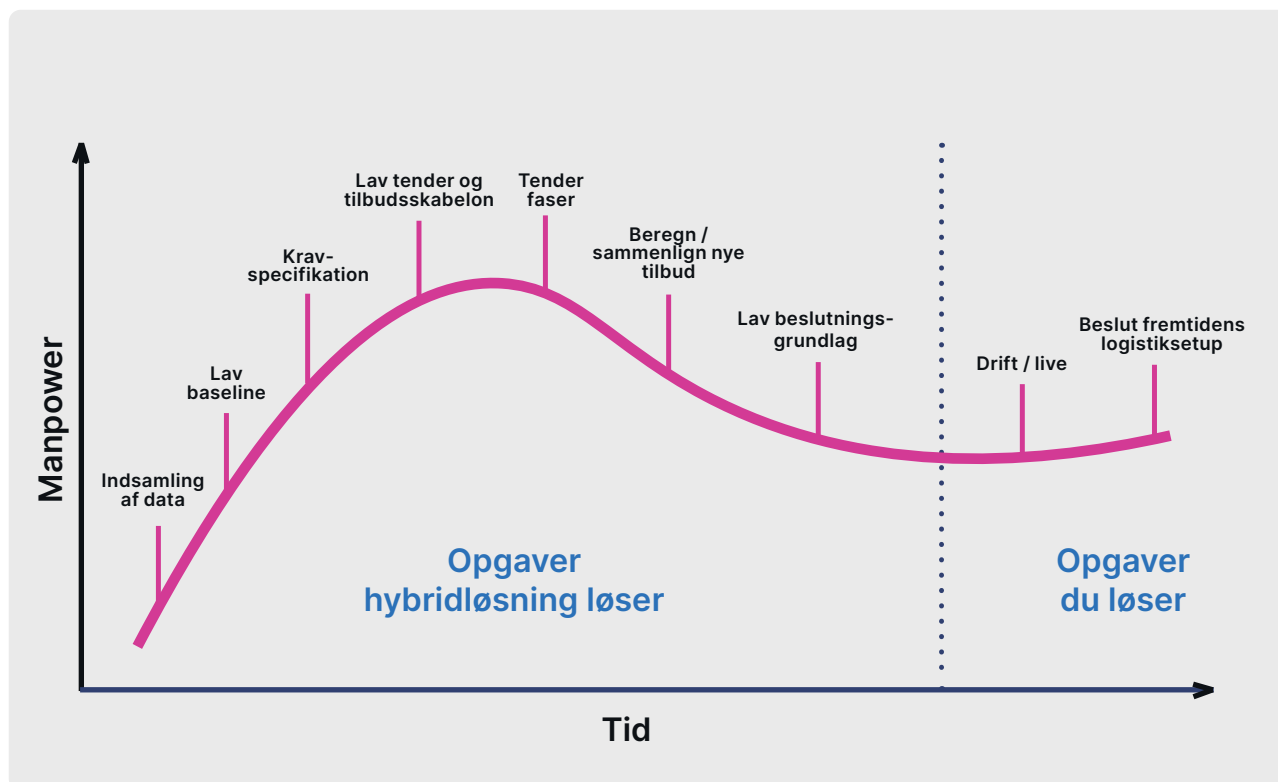 Lav tender og
tilbudsskabelon
Tender
faser
Beregn /
sammenlign nye
tilbud
Krav-
specifikation
Lav beslutnings-
grundlag
Beslut fremtidens
logistiksetup
Drift / live
Lav
baseline
Indsamling
af data
Manpower
Opgaver
hybridløsning løser
Opgaver
du løser
Tid